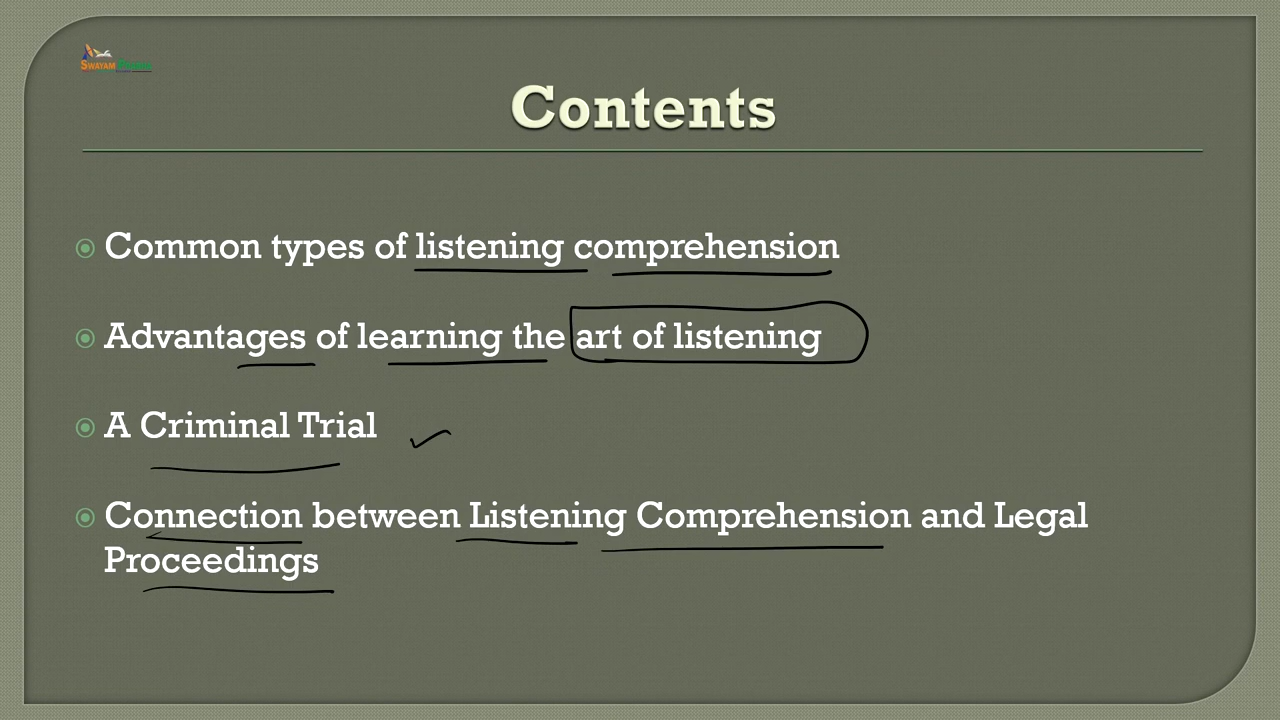 SWAYAM
Contents
Common types of listening comprehension
Advantages of learning the art of listening
A Criminal Trial
Connection between Listening Comprehension and Legal
Proceedings